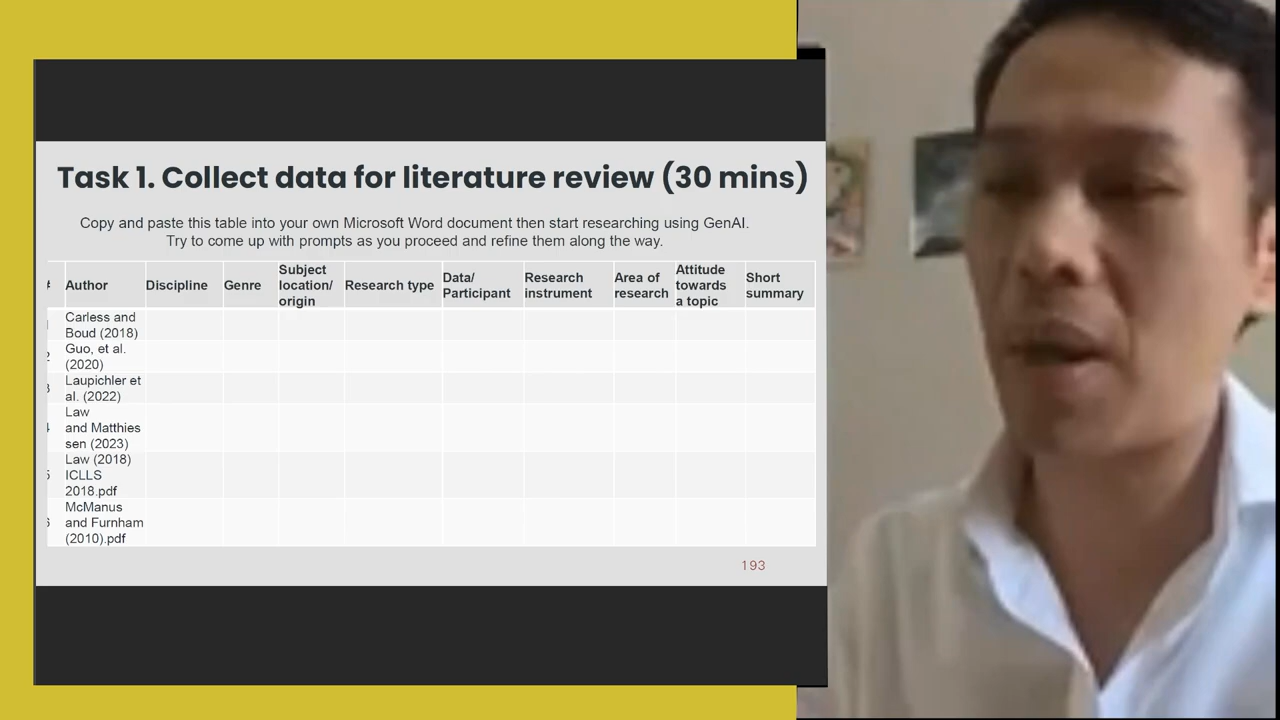 Task 1. Collect data for literature review (30 mins)
Copy and paste this table into your own Microsoft Word document then start researching using GenAI.
Try to come up with prompts as you proceed and refine them along the way.
Author
Discipline
Genre
Subject
location/
origin
Research type
Data/
Participant
Research
instrument
Area of
research
Attitude
towards
a topic
Short
summary
Carless and
Boud (2018)
Guo, et al.
(2020)
Laupichler et
al. (2022)
Law
and Matthies
sen (2023)
Law (2018)
ICLLS
2018.pdf
McManus
and Furnham
(2010).pdf
193